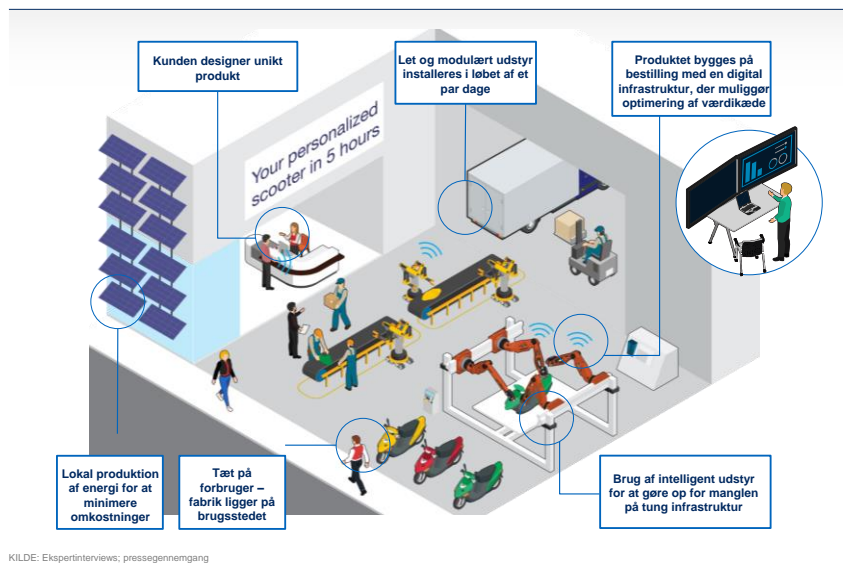 Kunden designer unikt
produkt
Let og modulært udstyr
installeres i løbet af et
par dage
Produktet bygges på
bestilling med en digital
infrastruktur, der muliggør
optimering af værdikæde
Your personalized
scooter in 5 hours
Lokal produktion
af energi for at
minimere
omkostninger
Tæt på
forbruger –
fabrik ligger på
brugsstedet
Brug af intelligent udstyr
for at gøre op for manglen
på tung infrastruktur
KILDE: Ekspertinterviews; pressegennemgang